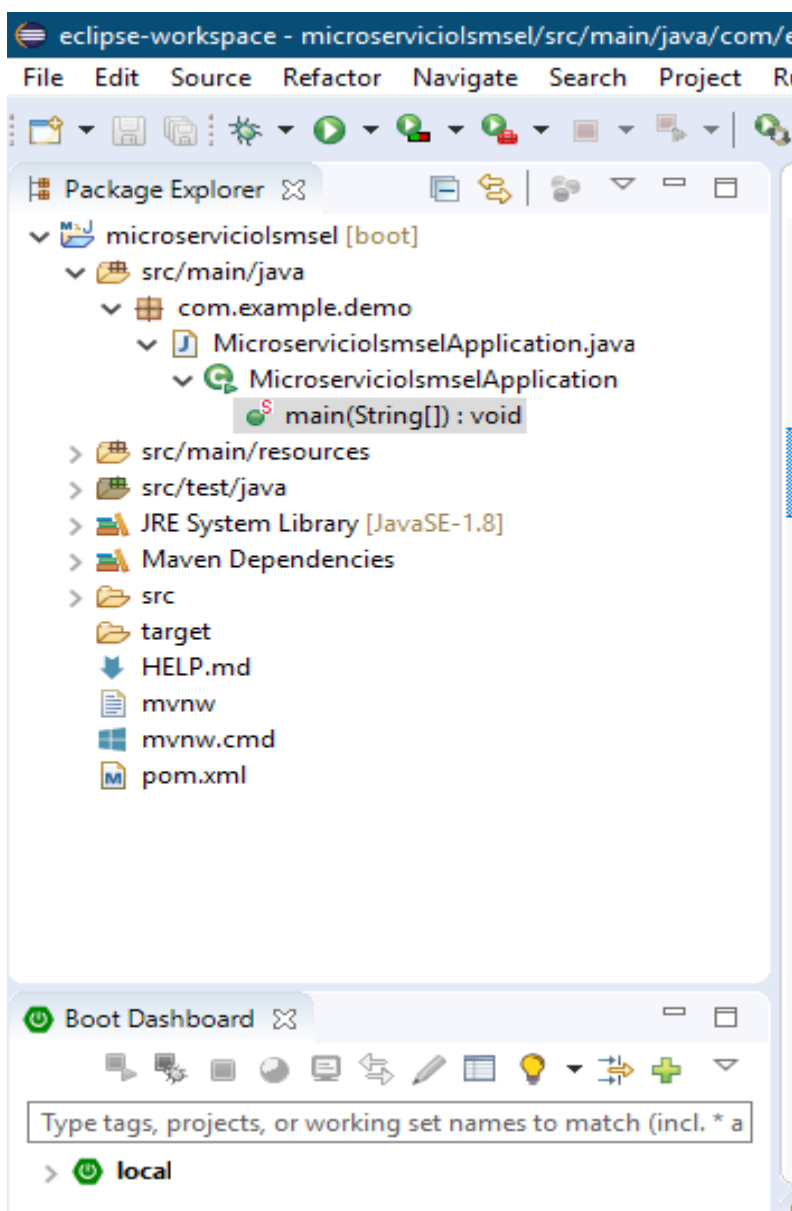 eclipse-workspace - microserviciolsmsel/src/main/java/com/e
File Edit Source Refactor Navigate Search Project Ru
Package Explorer
microserviciolsmsel [boot]
src/main/java
com.example.demo
MicroserviciolsmselApplication.java
MicroserviciolsmselApplication
main(String[]) : void
src/main/resources
src/test/java
JRE System Library [JavaSE-1.8]
Maven Dependencies
src
target
HELP.md
mvnw
mvnw.cmd
pom.xml
Boot Dashboard
Type tags, projects, or working set names to match (incl. * a
local